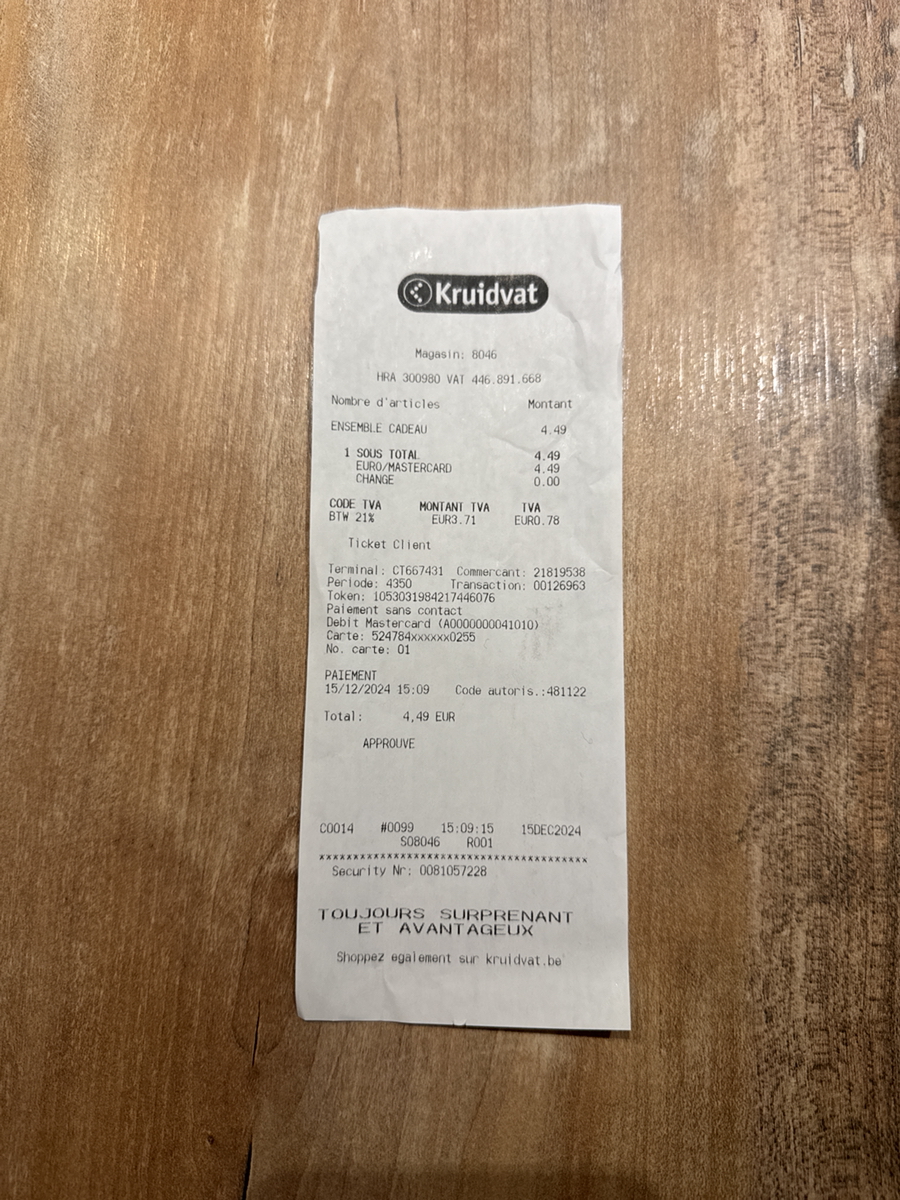 Kruidvat
Magasin: 8046
HRA 300980 VAT 446.891.668
Nombre d'articles Montant
ENSEMBLE CADEAU 4.49
1 SOUS TOTAL 4.49
EURO/MASTERCARD 4.49
CHANGE 0.00
CODE TVA MONTANT TVA TVA
BTW 21% EUR3.71 EUR0.78
Ticket Client
Terminal: CT667431 Commercant: 21819538
Periode: 4350 Transaction: 00126963
Token: 1053031984217446076
Paiement sans contact
Debit Mastercard (A0000000041010)
Carte: 524784xxxxxx0255
No. carte: 01
PAIEMENT
15/12/2024 15:09 Code autoris.:481122
Total: 4,49 EUR
APPROUVE
C0014 #0099 15:09:15 15DEC2024
S08046 R001
xxxxxxxxxxxxxxxxxxxxxxxxxxxxxxxxxxxxxxxxxx
Security Nr: 0081057228
TOUJOURS SURPRENANT
ET AVANTAGEUX
Shoppez egalement sur kruidvat.be